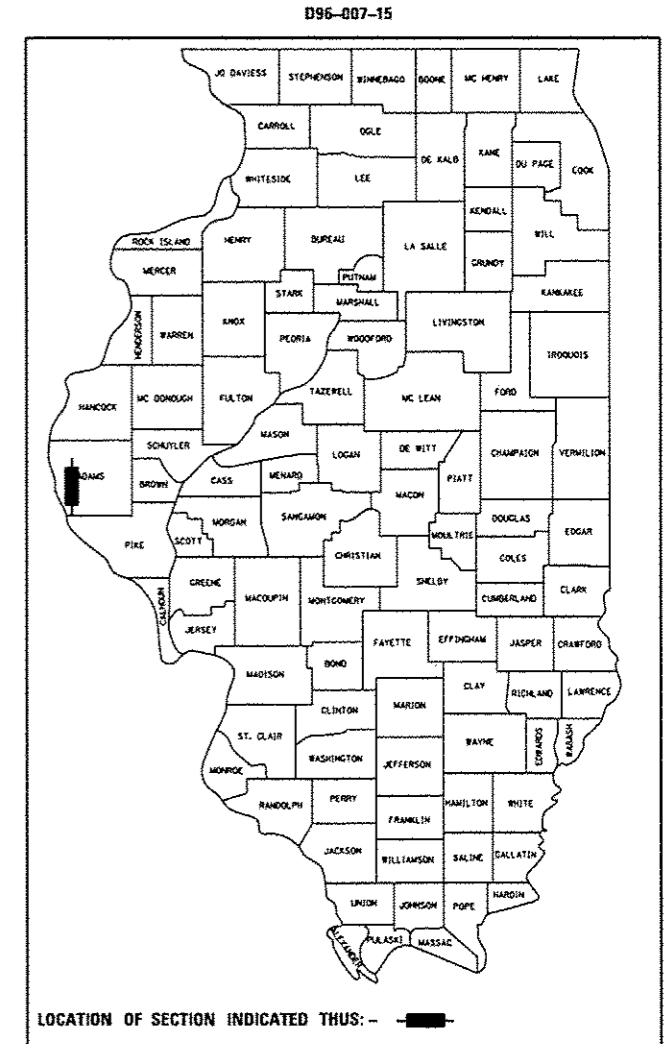 D96-007-15
JO DAVIESS STEPHENSON WINNEBAGO BOONE MC HENRY LAKE
CARROLL OGLE DE KALB KANE DU PAGE COOK
WHITESIDE LEE KENDALL WILL
ROCK ISLAND HENRY BUREAU LA SALLE GRUNDY
MERCER PUTNAM KANKAKEE
HENDERSON WARREN KNOX STARK MARSHALL LIVINGSTON IROQUOIS
PEORIA WOODFORD
HANCOCK MC DONOUGH FULTON TAZEWELL MC LEAN FORD
MASON
SCHUYLER LOGAN DE WITT CHAMPAIGN VERMILION
ADAMS BROWN CASS MENARD PIATT
MACON
PIKE SCOTT MORGAN SANGAMON MOULTRIE DOUGLAS EDGAR
CHRISTIAN COLES
CALHOUN GREENE MACOUPIN MONTGOMERY SHELBY CUMBERLAND CLARK
JERSEY
FAYETTE EFFINGHAM JASPER CRAWFORD
MADISON BOND
CLAY RICHLAND LAWRENCE
CLINTON MARION
ST. CLAIR WAYNE EDWARDS WABASH
WASHINGTON JEFFERSON
MONROE
RANDOLPH PERRY HAMILTON WHITE
FRANKLIN
JACKSON WILLIAMSON SALINE GALLATIN
UNION JOHNSON POPE HARDIN
ALEXANDER PULASKI MASSAC
LOCATION OF SECTION INDICATED THUS: -